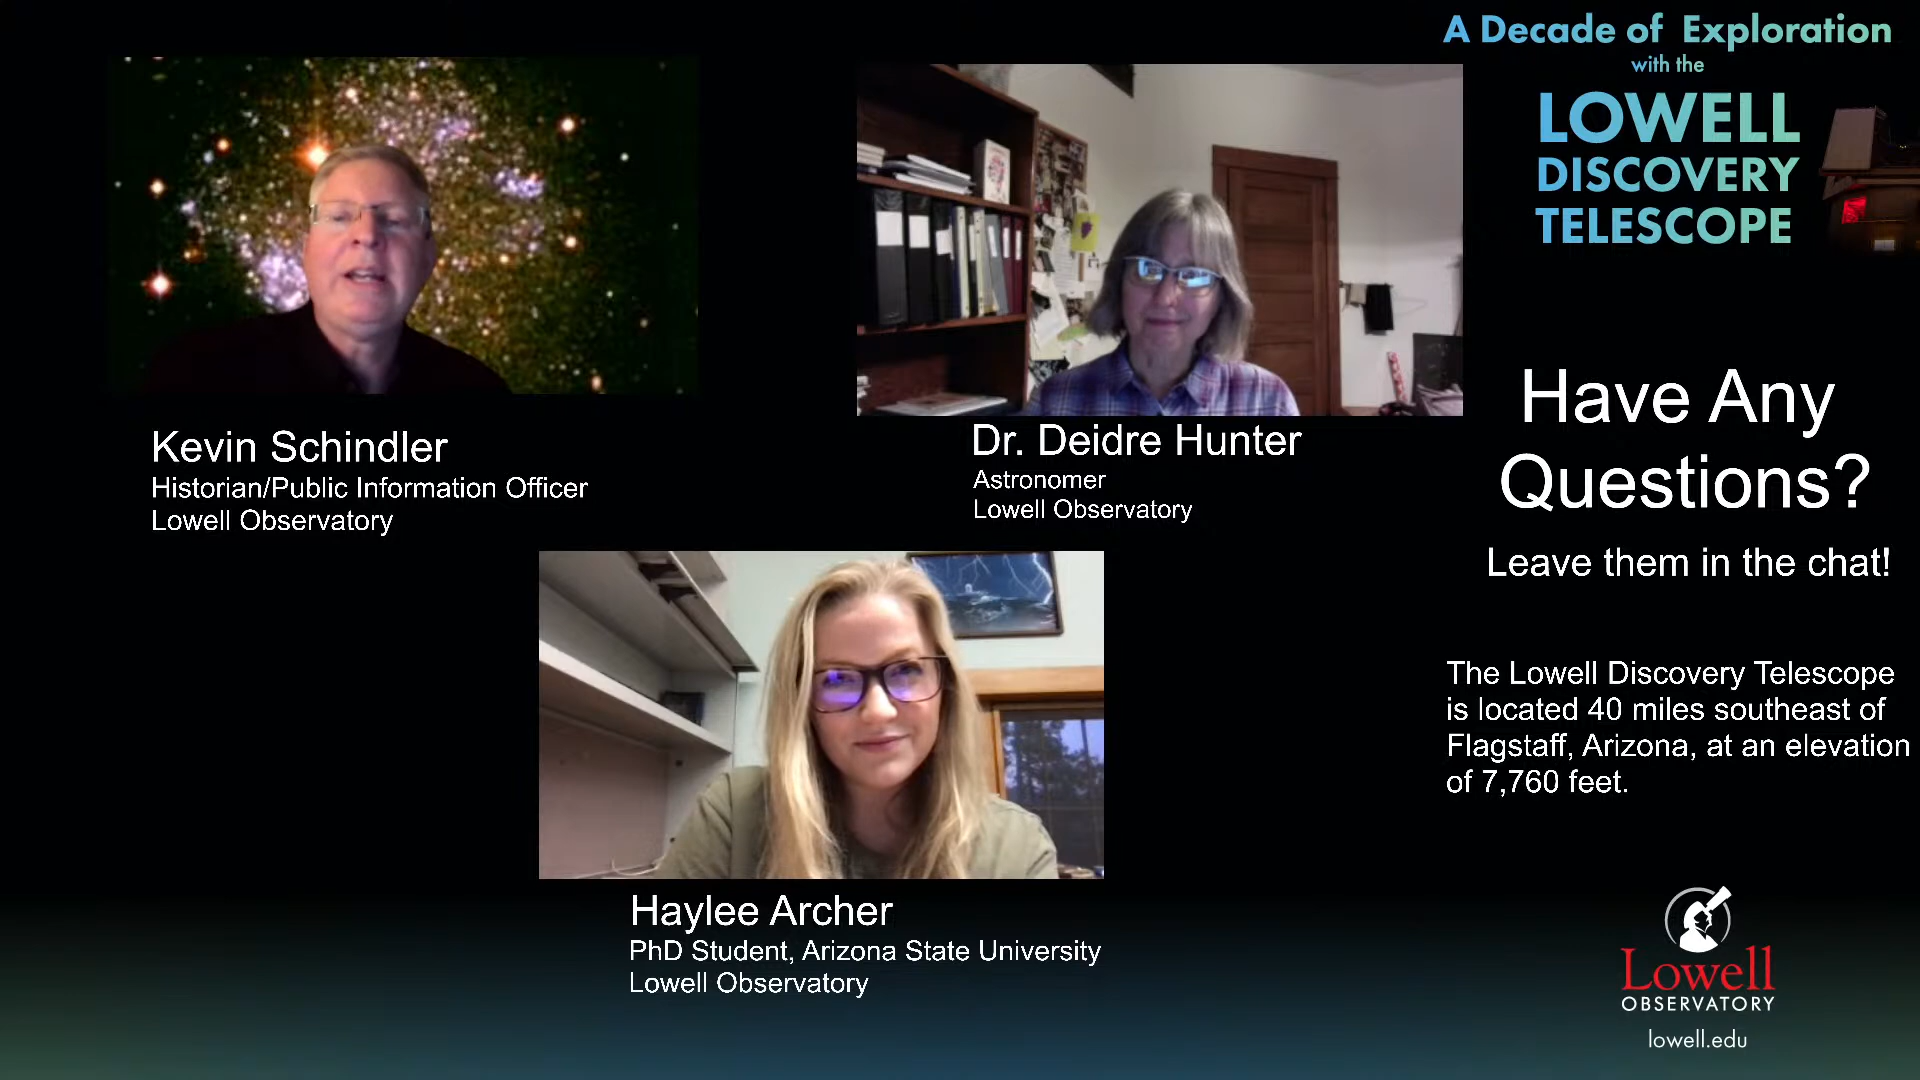 A Decade of Exploration
with the
LOWELL
DISCOVERY
TELESCOPE
Kevin Schindler
Historian/Public Information Officer
Lowell Observatory
Dr. Deidre Hunter
Astronomer
Lowell Observatory
Have Any
Questions?
Leave them in the chat!
Haylee Archer
PhD Student, Arizona State University
Lowell Observatory
The Lowell Discovery Telescope
is located 40 miles southeast of
Flagstaff, Arizona, at an elevation
of 7,760 feet.
Lowell
OBSERVATORY
lowell.edu